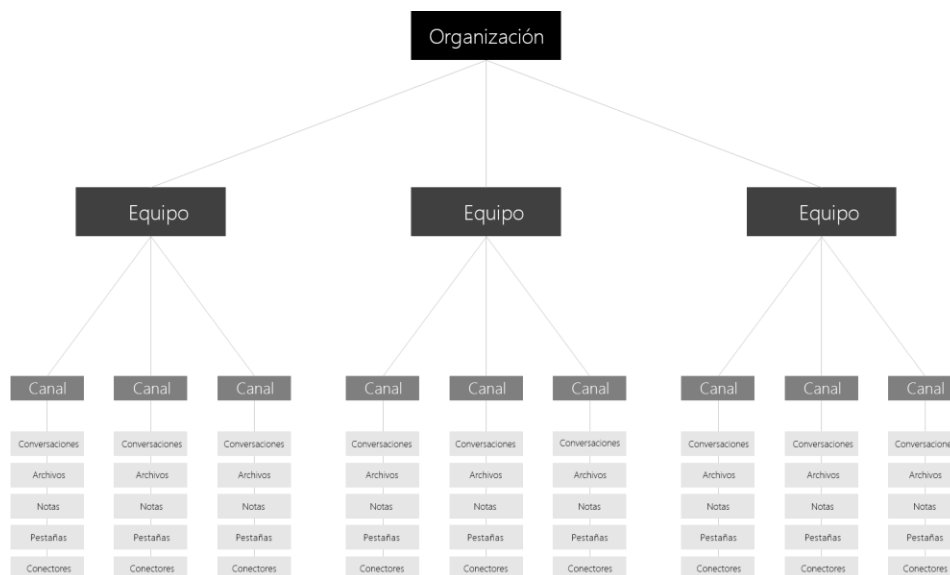 Organización
Equipo Equipo Equipo
Canal Canal Canal Canal Canal Canal Canal Canal Canal
Conversaciones Conversaciones Conversaciones Conversaciones Conversaciones Conversaciones Conversaciones Conversaciones Conversacione
Archivos Archivos Archivos Archivos Archivos Archivos Archivos Archivos Archivos
Notas Notas Notas Notas Notas Notas Notas Notas Notas
Pestañas Pestañas Pestañas Pestañas Pestañas Pestañas Pestañas Pestañas Pestañas
Conectores Conectores Conectores Conectores Conectores Conectores Conectores Conectores Conectores